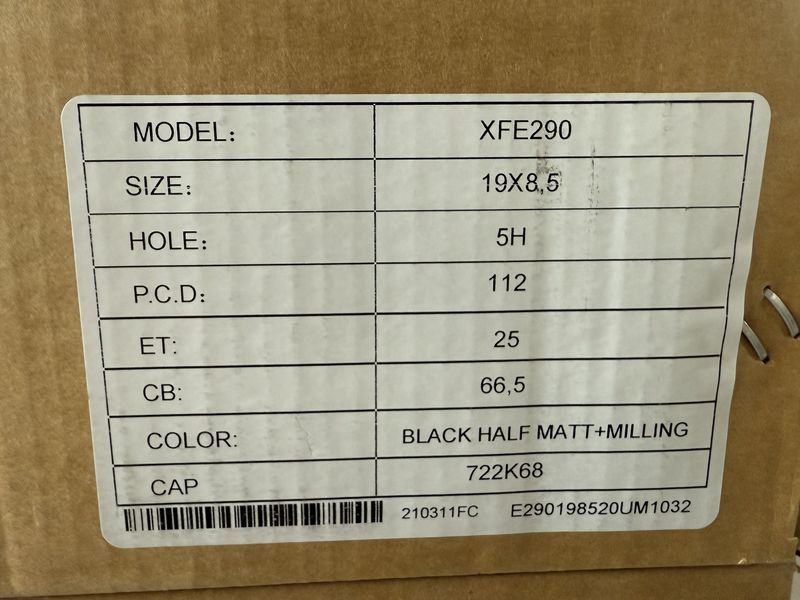 MODEL: XFE290
SIZE: 19X8,5
HOLE: 5H
P.C.D: 112
ET: 25
CB: 66,5
COLOR: BLACK HALF MATT+MILLING
CAP 722K68
210311FC E290198520UM1032